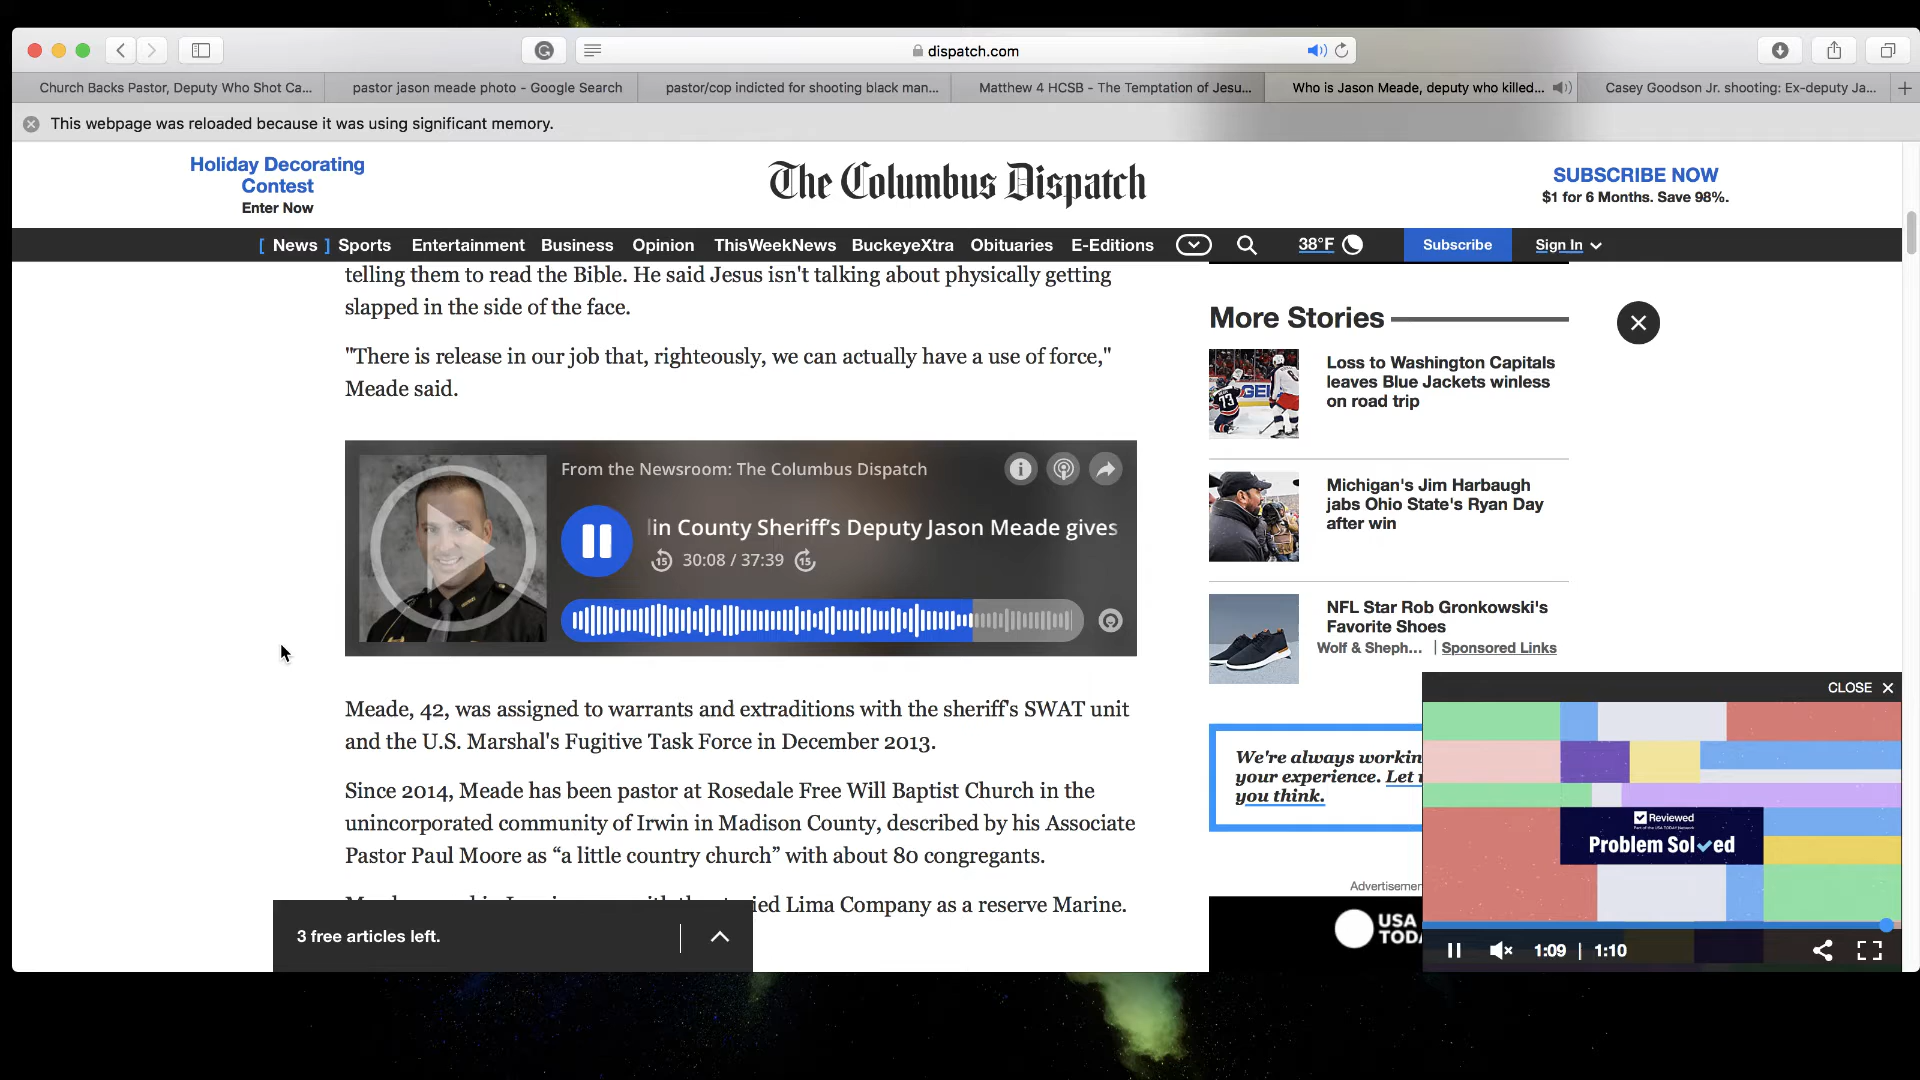 dispatch.com
Church Backs Pastor, Deputy Who Shot Ca...
pastor jason meade photo - Google Search
pastor/cop indicted for shooting black man...
Matthew 4 HCSB - The Temptation of Jesu...
Who is Jason Meade, deputy who killed...
Casey Goodson Jr. shooting: Ex-deputy Ja...
This webpage was reloaded because it was using significant memory.
Holiday Decorating
Contest
Enter Now
The Columbus Dispatch
SUBSCRIBE NOW
$1 for 6 Months. Save 98%.
[ News ] Sports Entertainment Business Opinion ThisWeekNews BuckeyeXtra Obituaries E-Editions 38°F Subscribe Sign In
telling them to read the Bible. He said Jesus isn't talking about physically getting
slapped in the side of the face.
"There is release in our job that, righteously, we can actually have a use of force,"
Meade said.
From the Newsroom: The Columbus Dispatch
lin County Sheriff's Deputy Jason Meade gives
15 30:08 / 37:39 15
Meade, 42, was assigned to warrants and extraditions with the sheriff's SWAT unit
and the U.S. Marshal's Fugitive Task Force in December 2013.
Since 2014, Meade has been pastor at Rosedale Free Will Baptist Church in the
unincorporated community of Irwin in Madison County, described by his Associate
Pastor Paul Moore as “a little country church” with about 80 congregants.
ied Lima Company as a reserve Marine.
3 free articles left.
More Stories
Loss to Washington Capitals
leaves Blue Jackets winless
on road trip
Michigan's Jim Harbaugh
jabs Ohio State's Ryan Day
after win
NFL Star Rob Gronkowski's
Favorite Shoes
Wolf & Sheph... | Sponsored Links
We're always workin
your experience. Let
you think.
Advertisemen
USA
TOD
CLOSE
Reviewed
Part of the USA TODAY Network
Problem Solved
1:09 | 1:10